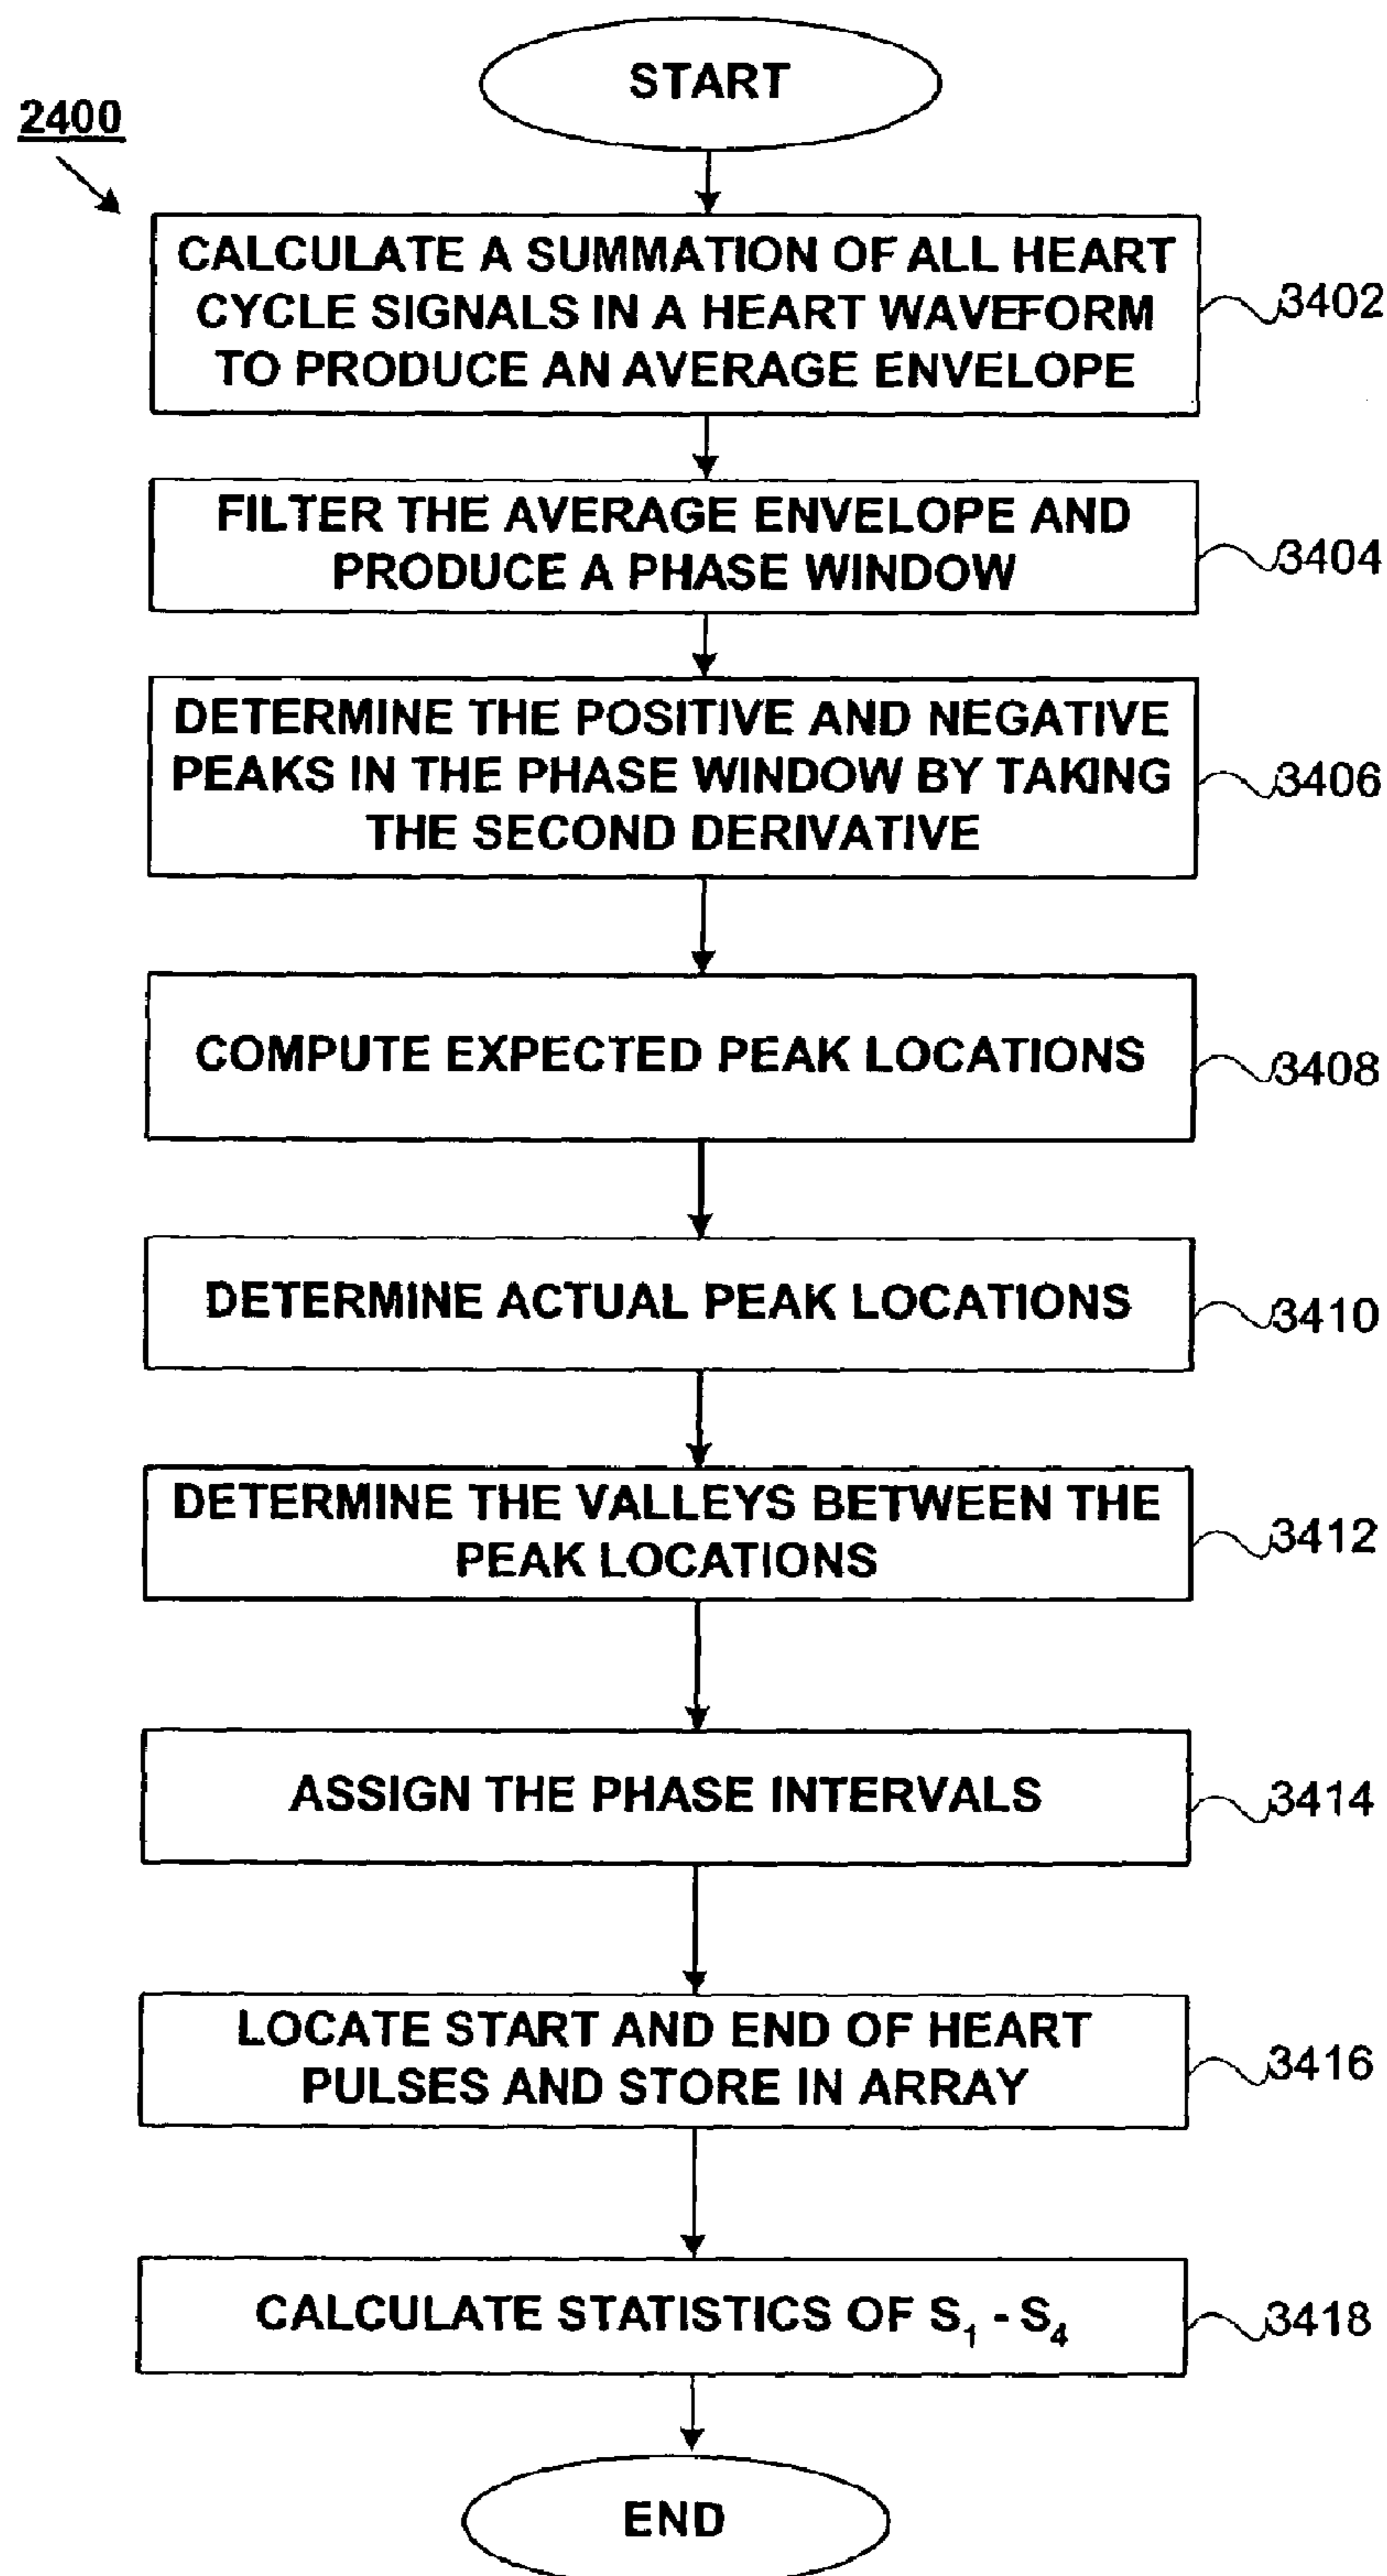 START
2400
CALCULATE A SUMMATION OF ALL HEART
CYCLE SIGNALS IN A HEART WAVEFORM
TO PRODUCE AN AVERAGE ENVELOPE
3402
FILTER THE AVERAGE ENVELOPE AND
PRODUCE A PHASE WINDOW
3404
DETERMINE THE POSITIVE AND NEGATIVE
PEAKS IN THE PHASE WINDOW BY TAKING
THE SECOND DERIVATIVE
3406
COMPUTE EXPECTED PEAK LOCATIONS
3408
DETERMINE ACTUAL PEAK LOCATIONS
3410
DETERMINE THE VALLEYS BETWEEN THE
PEAK LOCATIONS
3412
ASSIGN THE PHASE INTERVALS
3414
LOCATE START AND END OF HEART
PULSES AND STORE IN ARRAY
3416
CALCULATE STATISTICS OF S₁ - S₄
3418
END